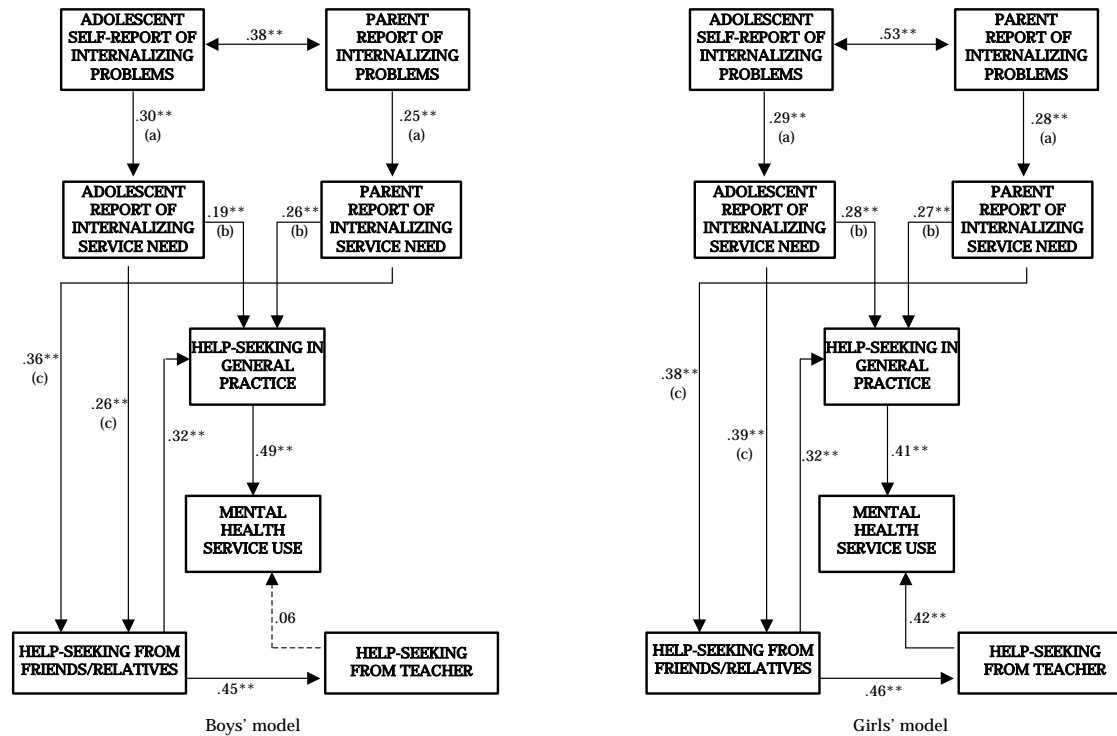 ADOLESCENT
SELF-REPORT OF
INTERNALIZING
PROBLEMS
.38**
PARENT
REPORT OF
INTERNALIZING
PROBLEMS
.30**
(a)
.25**
(a)
ADOLESCENT
REPORT OF
INTERNALIZING
SERVICE NEED
.19**
(b)
.26**
(b)
PARENT
REPORT OF
INTERNALIZING
SERVICE NEED
HELP-SEEKING IN
GENERAL
PRACTICE
.36**
(c)
.26**
(c)
.32**
.49**
MENTAL
HEALTH
SERVICE USE
.06
HELP-SEEKING FROM
FRIENDS/RELATIVES
.45**
HELP-SEEKING
FROM TEACHER
Boys' model
ADOLESCENT
SELF-REPORT OF
INTERNALIZING
PROBLEMS
.53**
PARENT
REPORT OF
INTERNALIZING
PROBLEMS
.29**
(a)
.28**
(a)
ADOLESCENT
REPORT OF
INTERNALIZING
SERVICE NEED
.28**
(b)
.27**
(b)
PARENT
REPORT OF
INTERNALIZING
SERVICE NEED
HELP-SEEKING IN
GENERAL
PRACTICE
.38**
(c)
.39**
(c)
.32**
.41**
MENTAL
HEALTH
SERVICE USE
.42**
HELP-SEEKING FROM
FRIENDS/RELATIVES
.46**
HELP-SEEKING
FROM TEACHER
Girls' model